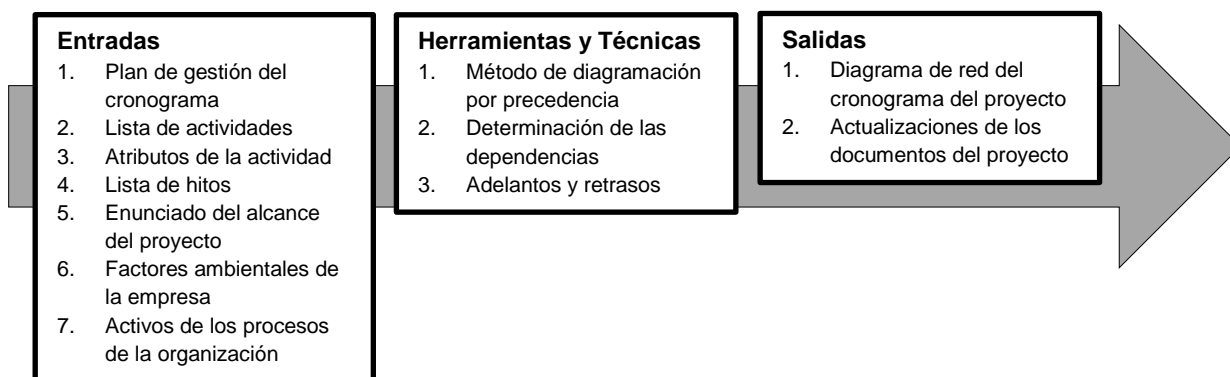 Entradas
1. Plan de gestión del
cronograma
2. Lista de actividades
3. Atributos de la actividad
4. Lista de hitos
5. Enunciado del alcance
del proyecto
6. Factores ambientales de
la empresa
7. Activos de los procesos
de la organización
Herramientas y Técnicas
1. Método de diagramación
por precedencia
2. Determinación de las
dependencias
3. Adelantos y retrasos
Salidas
1. Diagrama de red del
cronograma del proyecto
2. Actualizaciones de los
documentos del proyecto